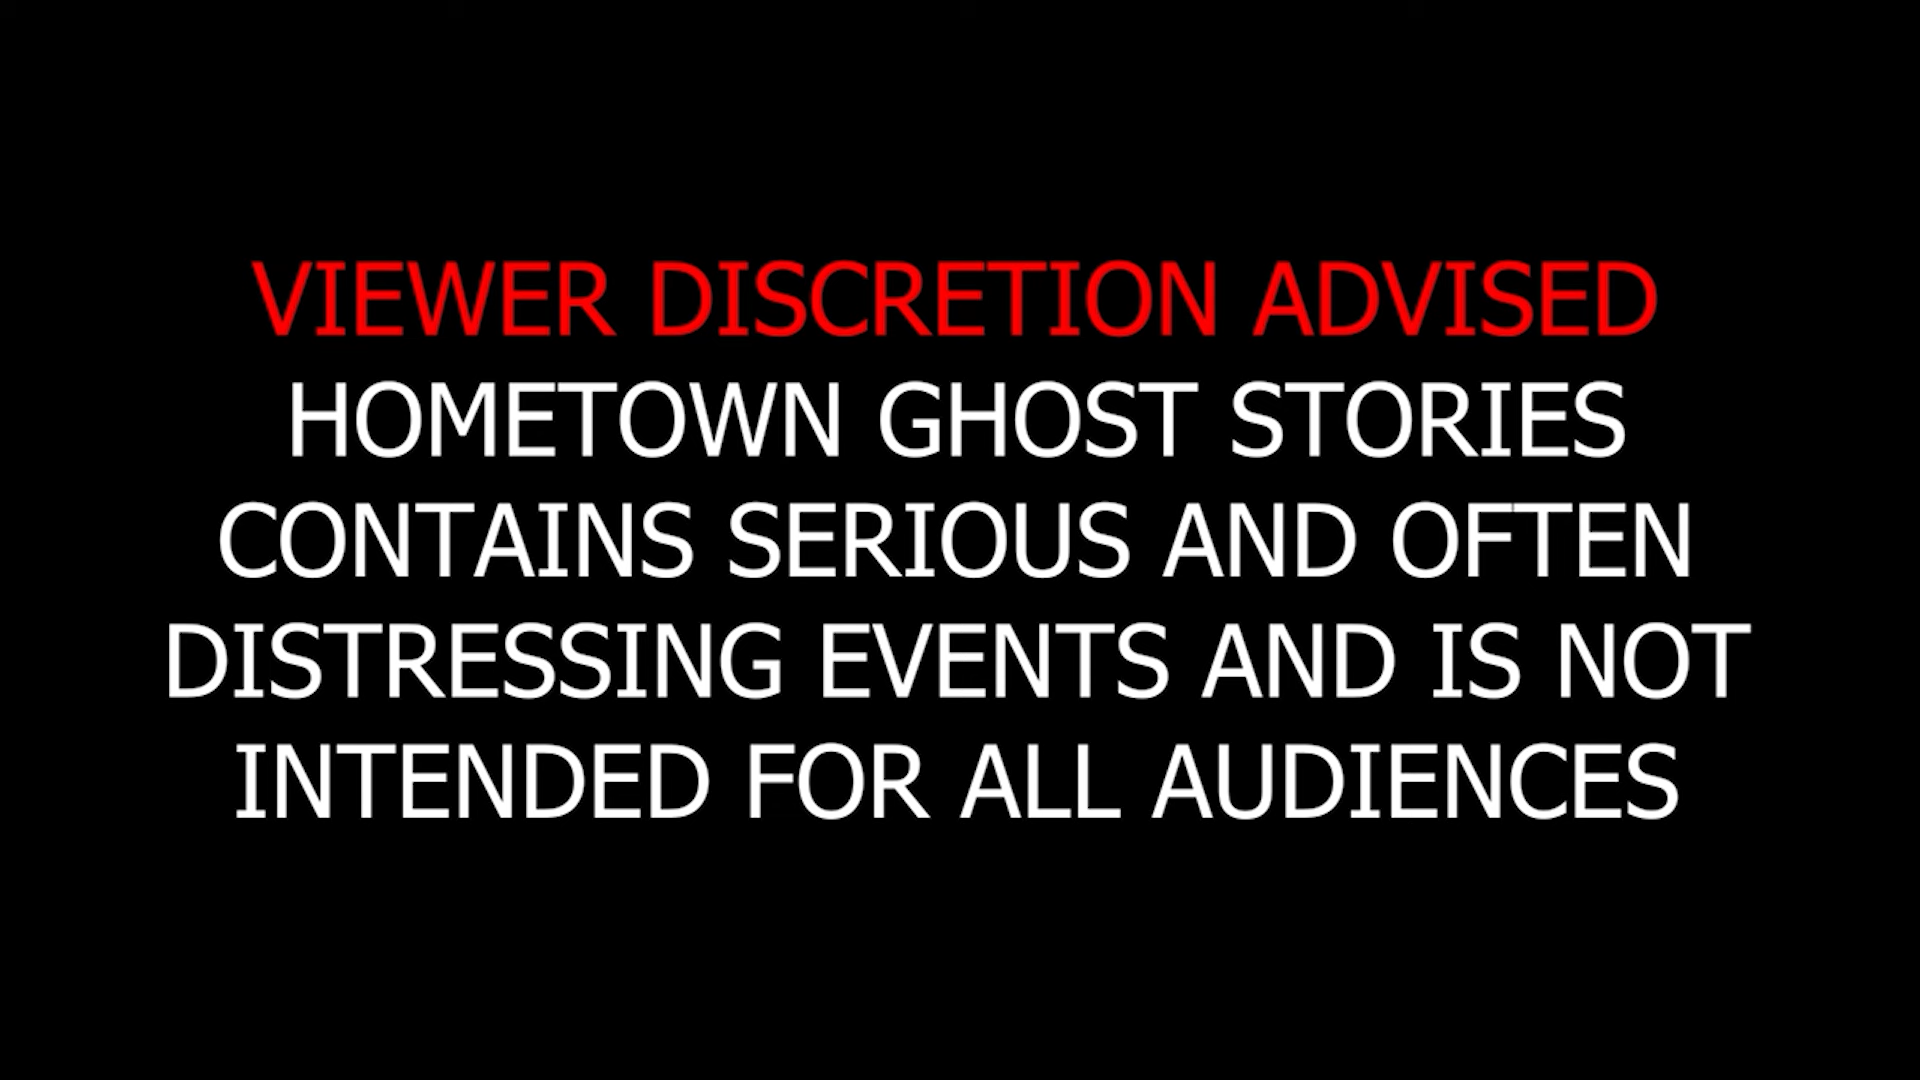 VIEWER DISCRETION ADVISED
HOMETOWN GHOST STORIES
CONTAINS SERIOUS AND OFTEN
DISTRESSING EVENTS AND IS NOT
INTENDED FOR ALL AUDIENCES